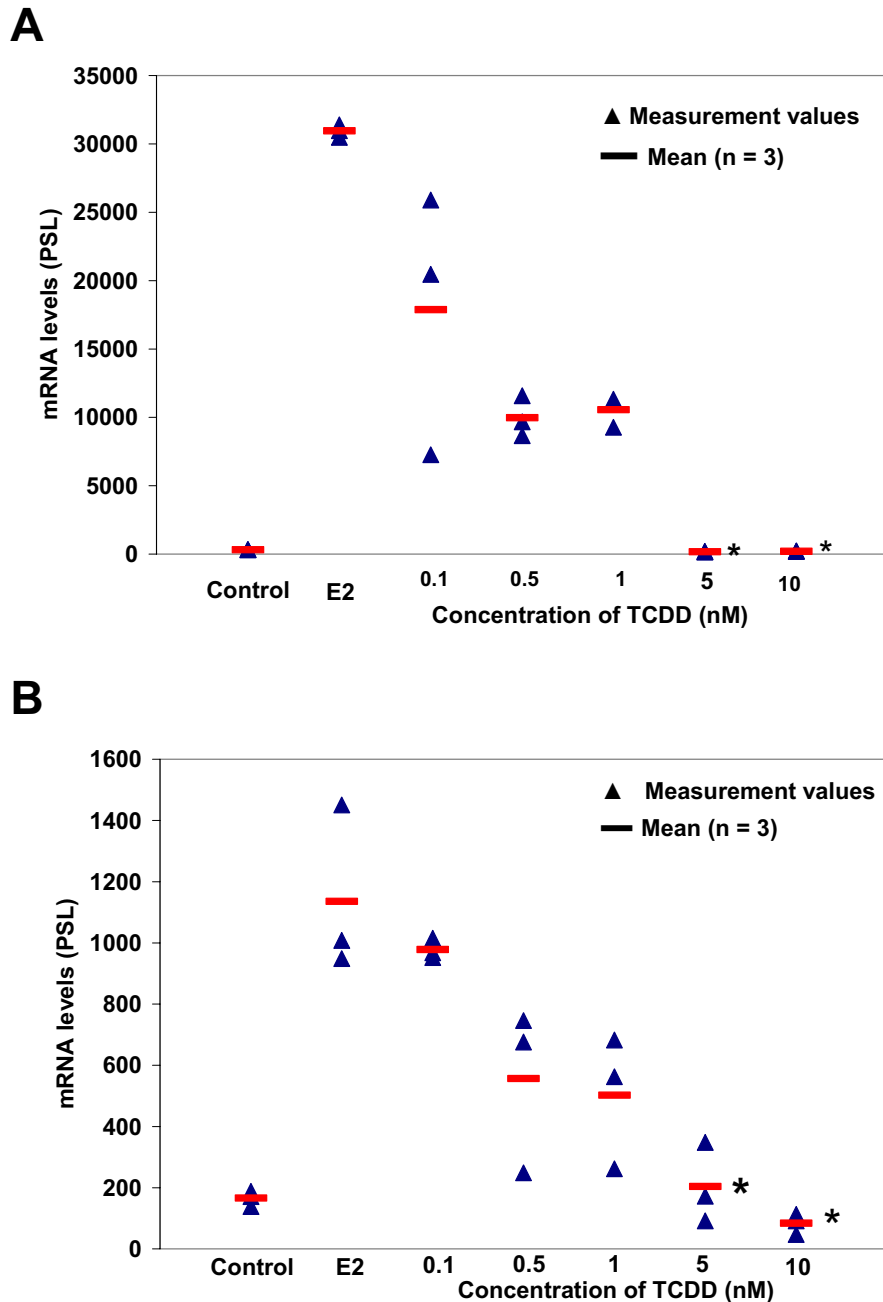 A
35000
30000
25000
20000
15000
10000
5000
0
mRNA levels (PSL)
Measurement values
Mean (n = 3)
*
*
Control E2 0.1 0.5 1 5 10
Concentration of TCDD (nM)
B
1600
1400
1200
1000
800
600
400
200
0
mRNA levels (PSL)
Measurement values
Mean (n = 3)
*
*
Control E2 0.1 0.5 1 5 10
Concentration of TCDD (nM)